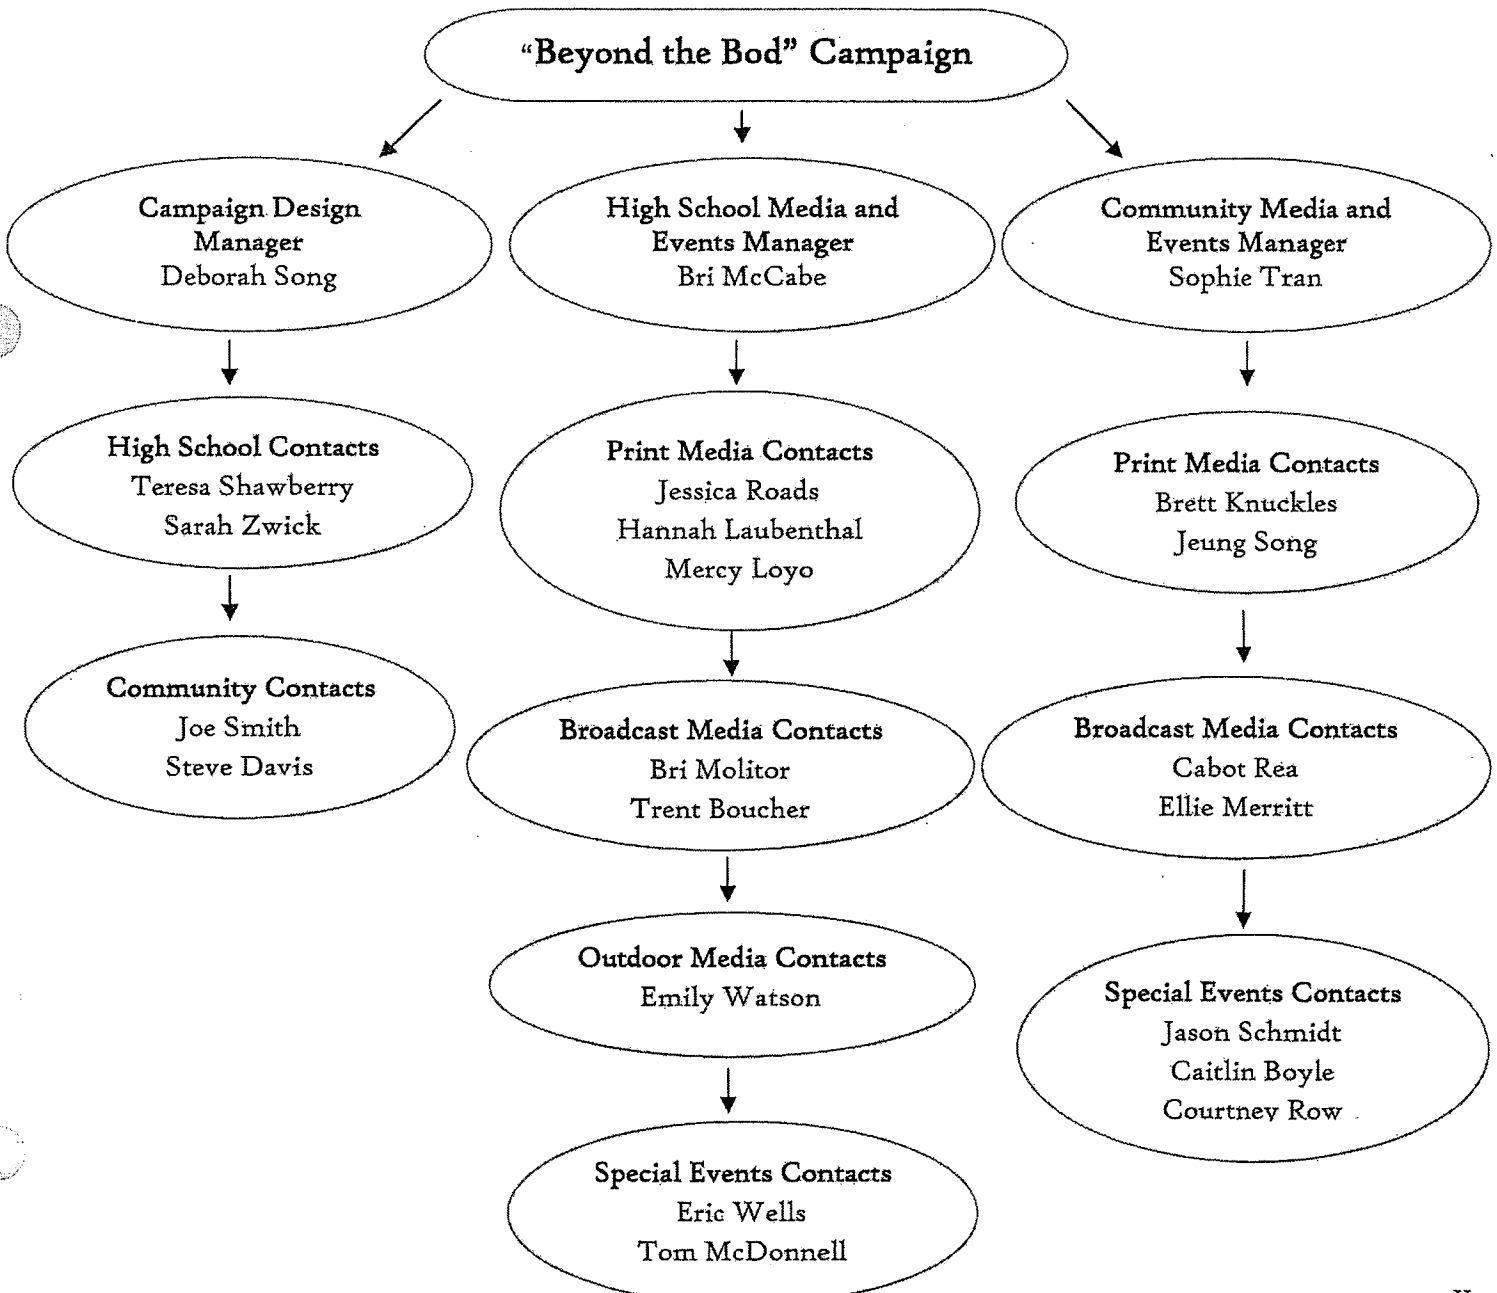 “Beyond the Bod” Campaign
Campaign Design
Manager
Deborah Song
High School Contacts
Teresa Shawberry
Sarah Zwick
Community Contacts
Joe Smith
Steve Davis
High School Media and
Events Manager
Bri McCabe
Print Media Contacts
Jessica Roads
Hannah Laubenthal
Mercy Loyo
Broadcast Media Contacts
Bri Molitor
Trent Boucher
Outdoor Media Contacts
Emily Watson
Special Events Contacts
Eric Wells
Tom McDonnell
Community Media and
Events Manager
Sophie Tran
Print Media Contacts
Brett Knuckles
Jeung Song
Broadcast Media Contacts
Cabot Rea
Ellie Merritt
Special Events Contacts
Jason Schmidt
Caitlin Boyle
Courtney Row